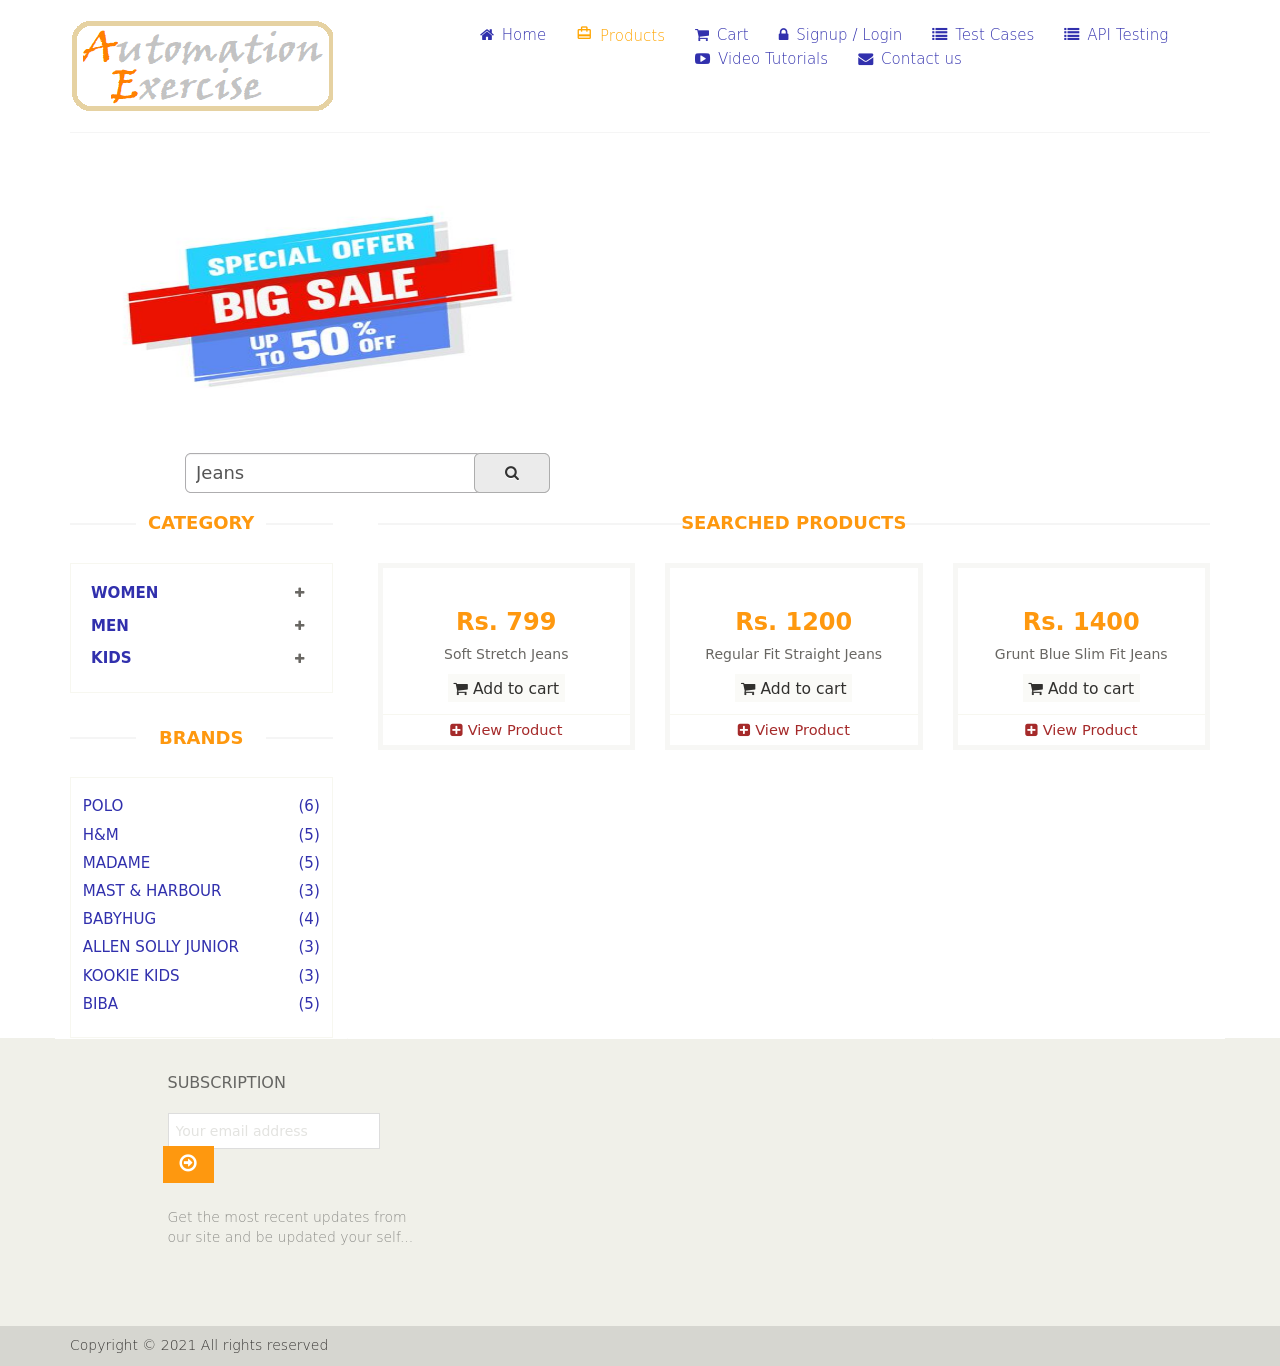 Automation
Exercise
Home
Products
Cart
Signup / Login
Test Cases
API Testing
Video Tutorials
Contact us
SPECIAL OFFER
BIG SALE
UP TO 50% OFF
Jeans
CATEGORY
WOMEN
MEN
KIDS
BRANDS
POLO (6)
H&M (5)
MADAME (5)
MAST & HARBOUR (3)
BABYHUG (4)
ALLEN SOLLY JUNIOR (3)
KOOKIE KIDS (3)
BIBA (5)
SEARCHED PRODUCTS
Rs. 799
Soft Stretch Jeans
Add to cart
View Product
Rs. 1200
Regular Fit Straight Jeans
Add to cart
View Product
Rs. 1400
Grunt Blue Slim Fit Jeans
Add to cart
View Product
SUBSCRIPTION
Your email address
Get the most recent updates from
our site and be updated your self...
Copyright © 2021 All rights reserved